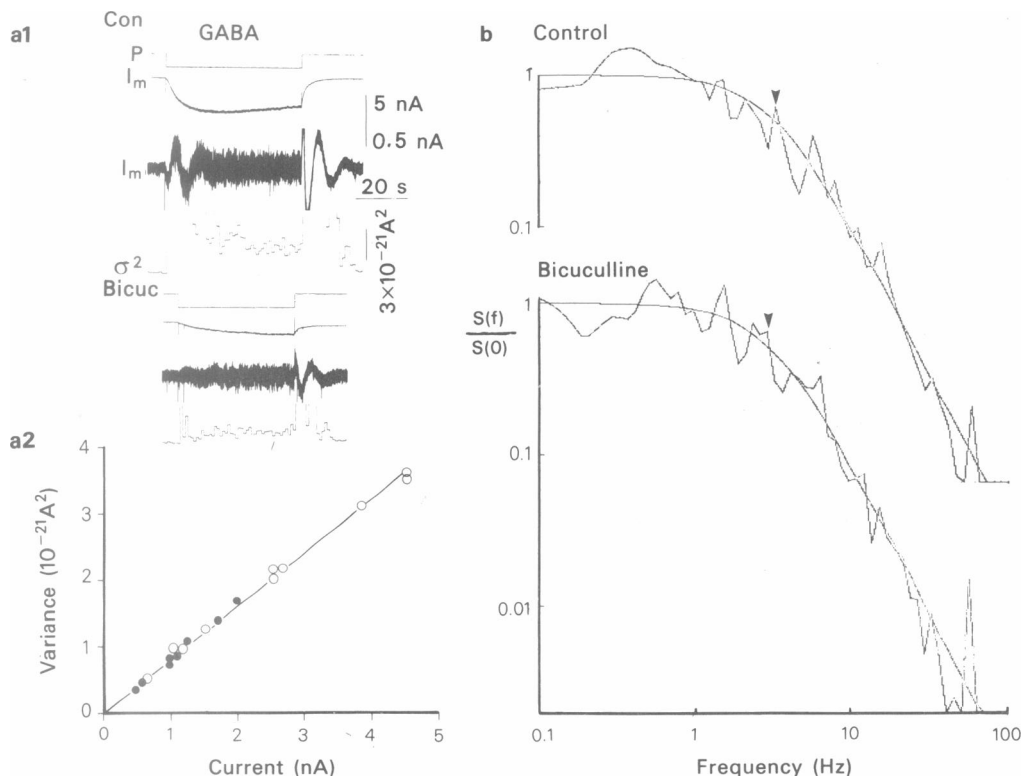 a1
Con
GABA
P
Im
5 nA
0.5 nA
Im
20 s
3×10⁻²¹A²
σ²
Bicuc
a2
4
3
2
1
0
Variance (10⁻²¹A²)
0 1 2 3 4 5
Current (nA)
b
Control
1
0.1
Bicuculline
1
S(f)
S(0)
0.1
0.01
0.1 1 10 100
Frequency (Hz)